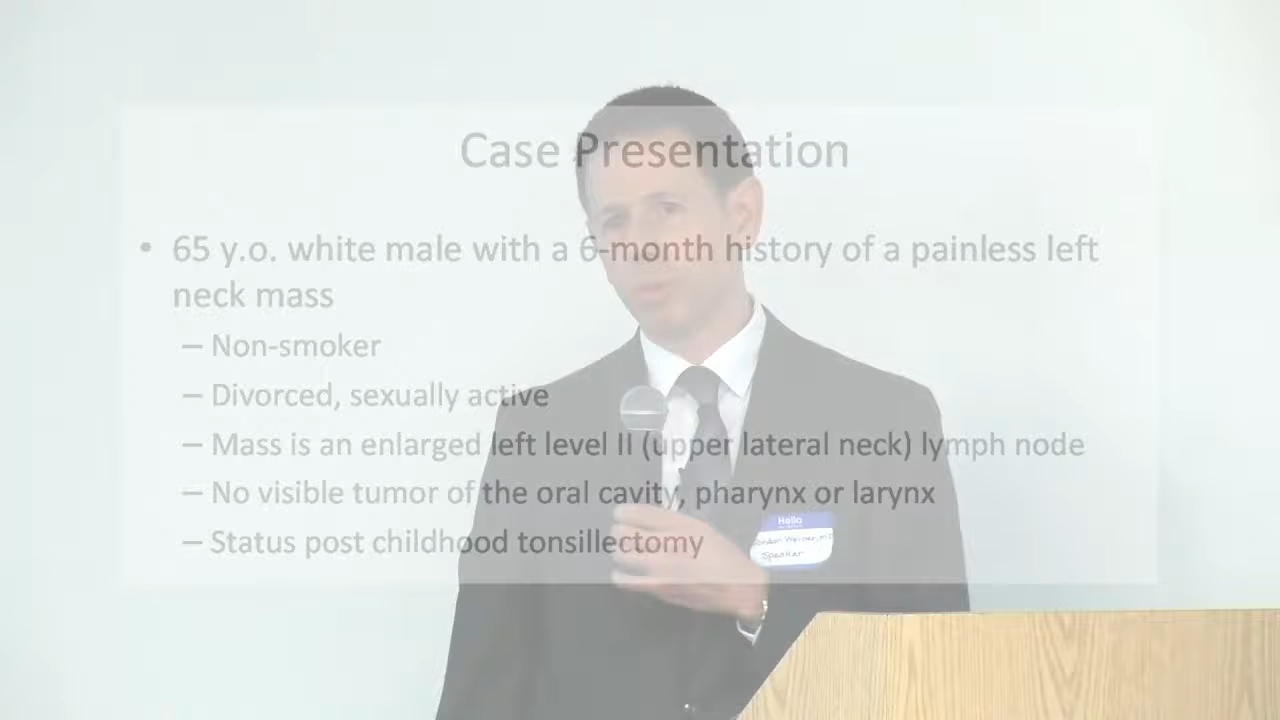 Case Presentation
• 65 y.o. white male with a 6-month history of a painless left
neck mass
– Non-smoker
– Divorced, sexually active
– Mass is an enlarged left level II (upper lateral neck) lymph node
– No visible tumor of the oral cavity, pharynx or larynx
– Status post childhood tonsillectomy
Hello
Speaker